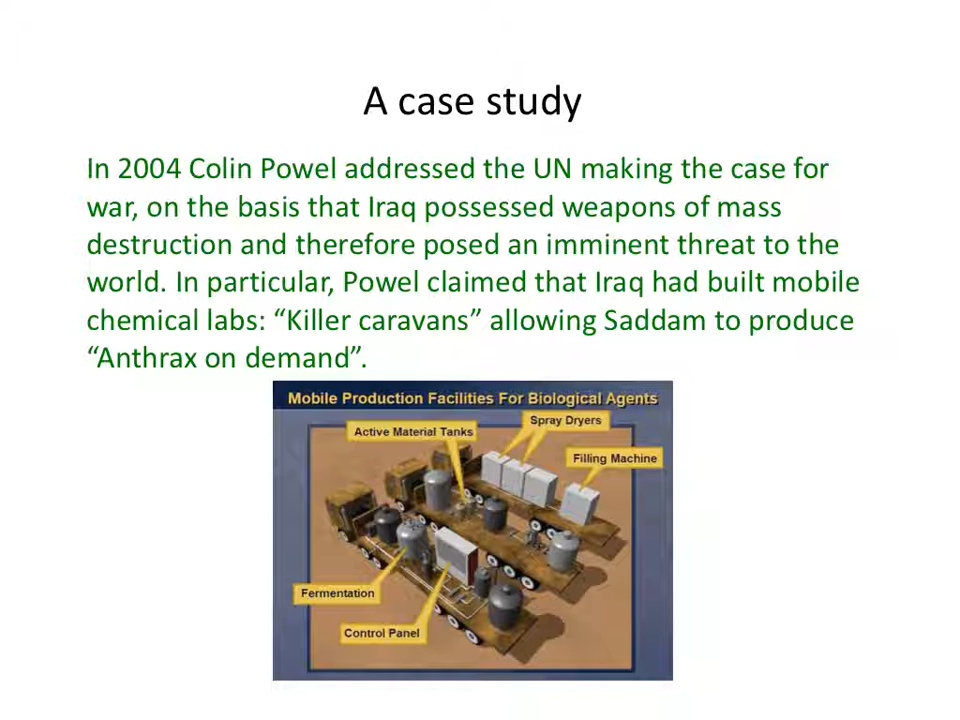 A case study
In 2004 Colin Powel addressed the UN making the case for
war, on the basis that Iraq possessed weapons of mass
destruction and therefore posed an imminent threat to the
world. In particular, Powel claimed that Iraq had built mobile
chemical labs: “Killer caravans” allowing Saddam to produce
“Anthrax on demand”.
Mobile Production Facilities For Biological Agents
Active Material Tanks
Spray Dryers
Filling Machine
Fermentation
Control Panel